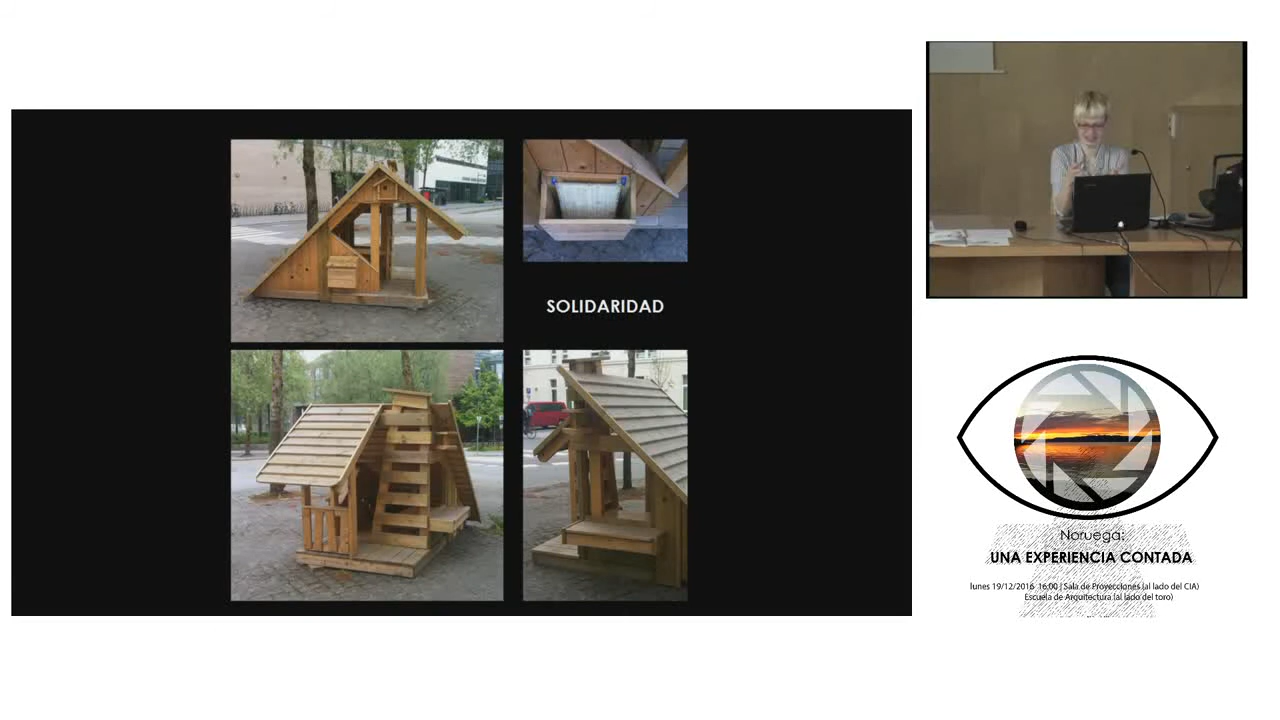 SOLIDARIDAD
Noruega:
UNA EXPERIENCIA CONTADA
lunes 19/12/2016 16:00 | Sala de Proyecciones (al lado del CIA)
Escuela de Arquitectura (al lado del toro)